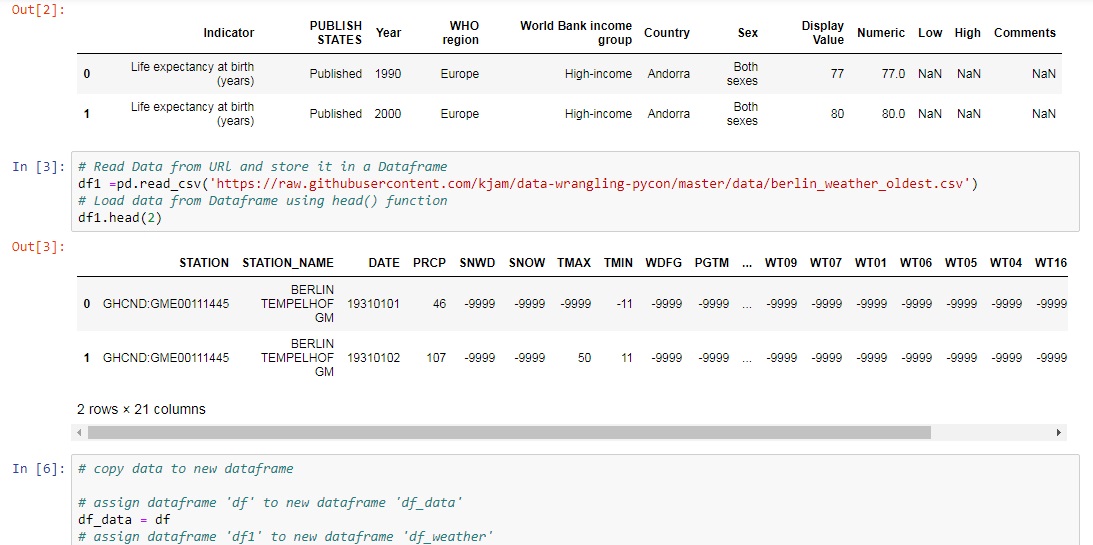 Out[2]:
Indicator PUBLISH STATES Year WHO region World Bank income group Country Sex Display Value Numeric Low High Comments
0 Life expectancy at birth (years) Published 1990 Europe High-income Andorra Both sexes 77 77.0 NaN NaN NaN
1 Life expectancy at birth (years) Published 2000 Europe High-income Andorra Both sexes 80 80.0 NaN NaN NaN
In [3]: # Read Data from URl and store it in a Dataframe
df1 =pd.read_csv('https://raw.githubusercontent.com/kjam/data-wrangling-pycon/master/data/berlin_weather_oldest.csv')
# Load data from Dataframe using head() function
df1.head(2)
Out[3]:
STATION STATION_NAME DATE PRCP SNWD SNOW TMAX TMIN WDFG PGTM ... WT09 WT07 WT01 WT06 WT05 WT04 WT16
0 GHCND:GME00111445 BERLIN TEMPELHOF GM 19310101 46 -9999 -9999 -9999 -11 -9999 -9999 ... -9999 -9999 -9999 -9999 -9999 -9999 -9999
1 GHCND:GME00111445 BERLIN TEMPELHOF GM 19310102 107 -9999 -9999 50 11 -9999 -9999 ... -9999 -9999 -9999 -9999 -9999 -9999 -9999
2 rows × 21 columns
In [6]: # copy data to new dataframe
# assign dataframe 'df' to new dataframe 'df_data'
df_data = df
# assign dataframe 'df1' to new dataframe 'df_weather'